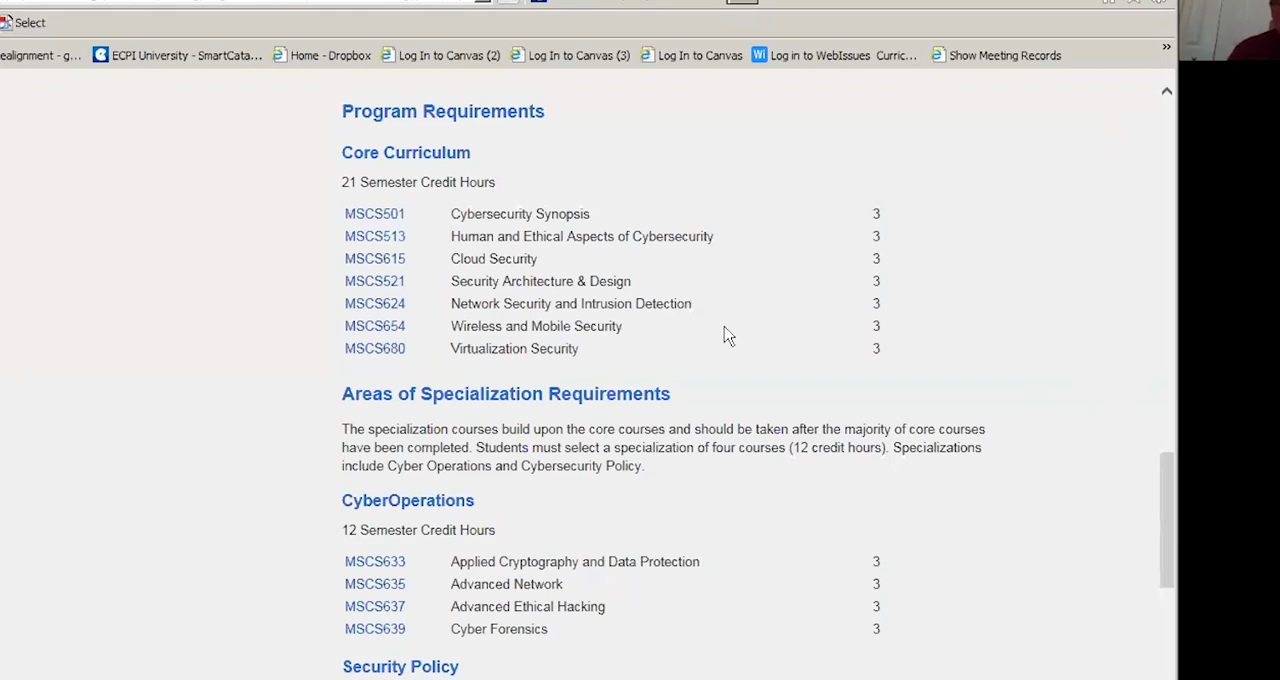 Select
ealignment - g... ECPI University - SmartCata... Home - Dropbox Log In to Canvas (2) Log In to Canvas (3) Log In to Canvas Wi Log in to WebIssues Curric... Show Meeting Records »
Program Requirements
Core Curriculum
21 Semester Credit Hours
MSCS501 Cybersecurity Synopsis 3
MSCS513 Human and Ethical Aspects of Cybersecurity 3
MSCS615 Cloud Security 3
MSCS521 Security Architecture & Design 3
MSCS624 Network Security and Intrusion Detection 3
MSCS654 Wireless and Mobile Security 3
MSCS680 Virtualization Security 3
Areas of Specialization Requirements
The specialization courses build upon the core courses and should be taken after the majority of core courses
have been completed. Students must select a specialization of four courses (12 credit hours). Specializations
include Cyber Operations and Cybersecurity Policy.
CyberOperations
12 Semester Credit Hours
MSCS633 Applied Cryptography and Data Protection 3
MSCS635 Advanced Network 3
MSCS637 Advanced Ethical Hacking 3
MSCS639 Cyber Forensics 3
Security Policy